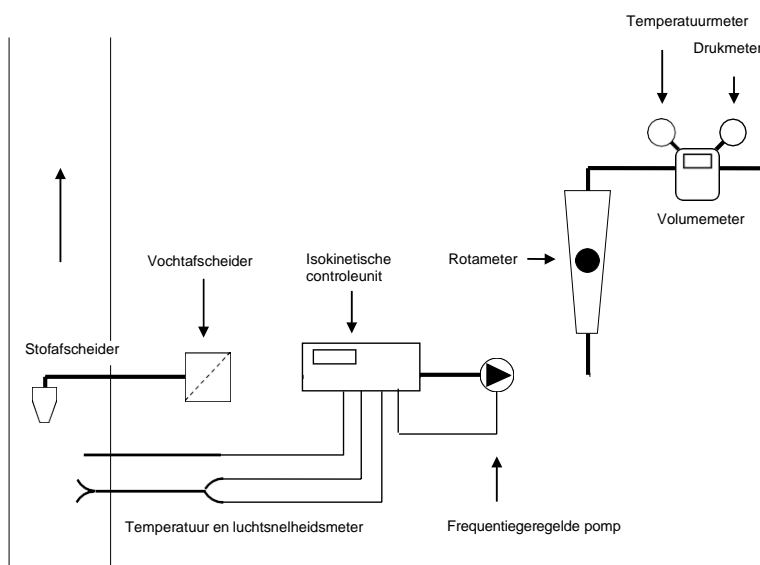 Temperatuurmeter
Drukmeter
Volumemeter
Vochtafscheider
Isokinetische
controleunit
Rotameter
Stofafscheider
Temperatuur en luchtsnelheidsmeter
Frequentiegeregelde pomp